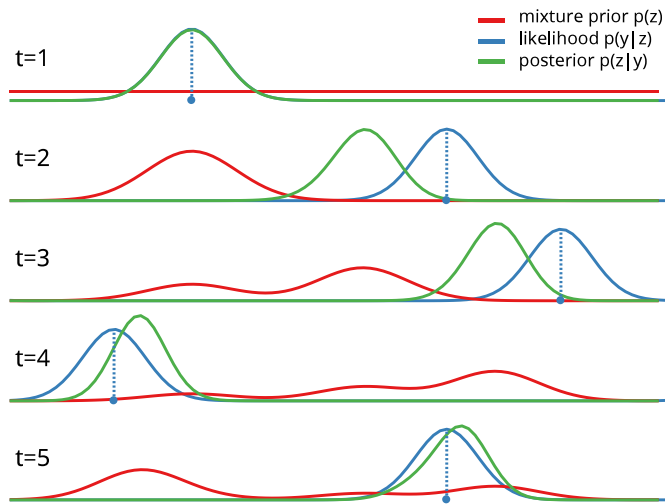 mixture prior p(z)
likelihood p(y|z)
posterior p(z|y)
t=1
t=2
t=3
t=4
t=5